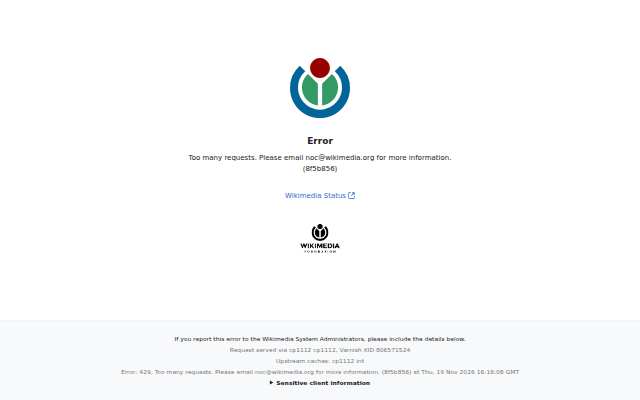 Error
Too many requests. Please email noc@wikimedia.org for more information.
(8f5b856)
Wikimedia Status
WIKIMEDIA
FOUNDATION
If you report this error to the Wikimedia System Administrators, please include the details below.
Request served via cp1112 cp1112, Varnish XID 806571524
Upstream caches: cp1112 int
Error: 429, Too many requests. Please email noc@wikimedia.org for more information. (8f5b856) at Thu, 19 Nov 2026 16:16:08 GMT
Sensitive client information